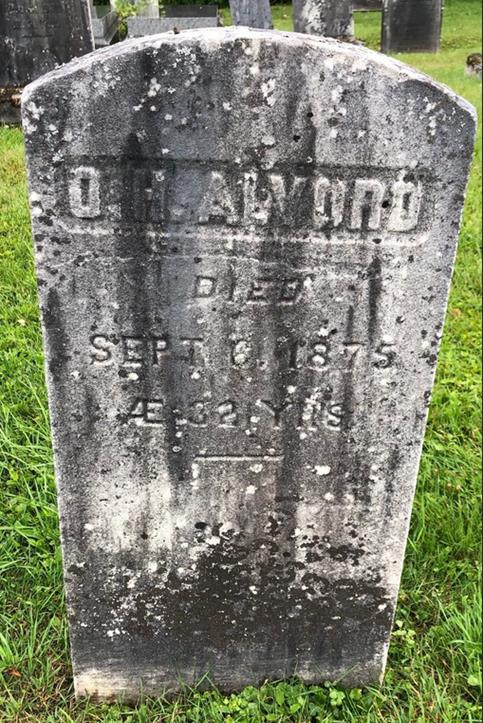 O. H. ALVORD
DIED
SEPT. 6, 1875
Æ. 32 YRS